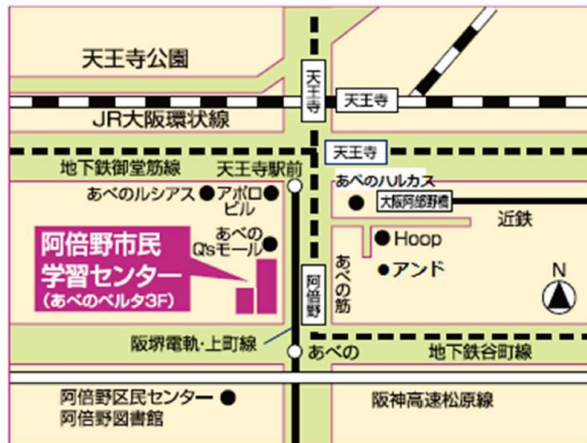 天王寺公園
天王寺
天王寺
JR大阪環状線
天王寺
地下鉄御堂筋線
天王寺駅前
あべのハルカス
あべのルシアス
アポロ
ビル
大阪阿部野橋
近鉄
あべの
Q'sモール
Hoop
阿倍野市民
学習センター
(あべのベルタ3F)
アンド
あべの筋
阿倍野
N
阪堺電軌・上町線
あべの
地下鉄谷町線
阿倍野区民センター
阿倍野図書館
阪神高速松原線